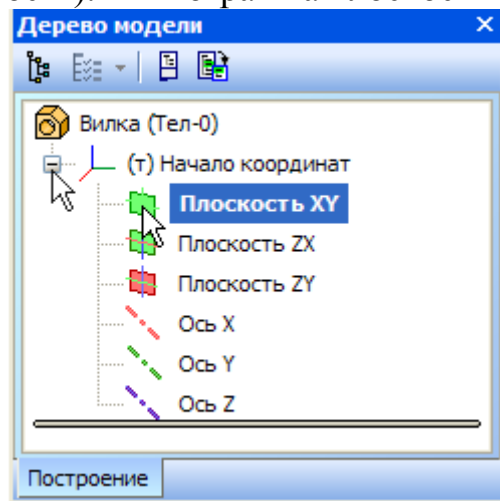 Дерево модели
Вилка (Тел-0)
(т) Начало координат
Плоскость XY
Плоскость ZX
Плоскость ZY
Ось X
Ось Y
Ось Z
Построение